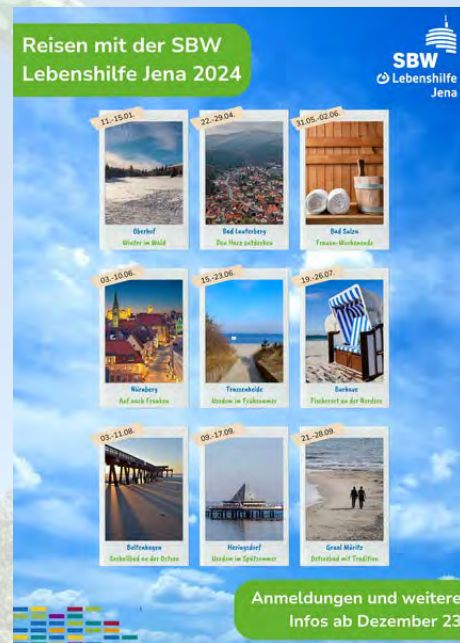 Reisen mit der SBW
Lebenshilfe Jena 2024
SBW
Lebenshilfe
Jena
11.-15.01.
Oberhof
Winter im Wald
22.-29.04.
Bad Lauterberg
Den Harz entdecken
31.05.-02.06.
Bad Sulza
Frauen-Wochenende
03.-10.06.
Nürnberg
Auf nach Franken
15.-23.06.
Trassenheide
Usedom im Frühsommer
19.-26.07.
Burhave
Fischerort an der Nordsee
03.-11.08.
Boltenhagen
Seeheilbad an der Ostsee
09.-17.09.
Heringsdorf
Usedom im Spätsommer
21.-28.09.
Graal Müritz
Ostseebad mit Tradition
Anmeldungen und weitere
Infos ab Dezember 23